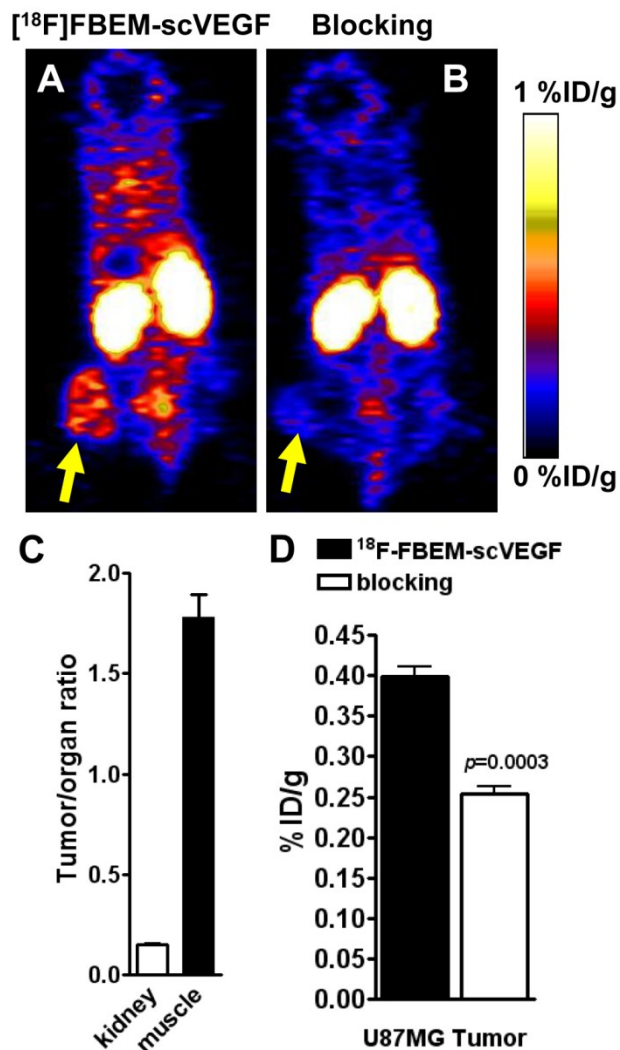 [¹⁸F]FBEM-scVEGF Blocking
A B
1 %ID/g
0 %ID/g
C
Tumor/organ ratio
2.0
1.5
1.0
0.5
0.0
kidney
muscle
D
¹⁸F-FBEM-scVEGF
blocking
% ID/g
0.45
0.40
0.35
0.30
0.25
0.20
0.15
0.10
0.05
0.00
p=0.0003
U87MG Tumor